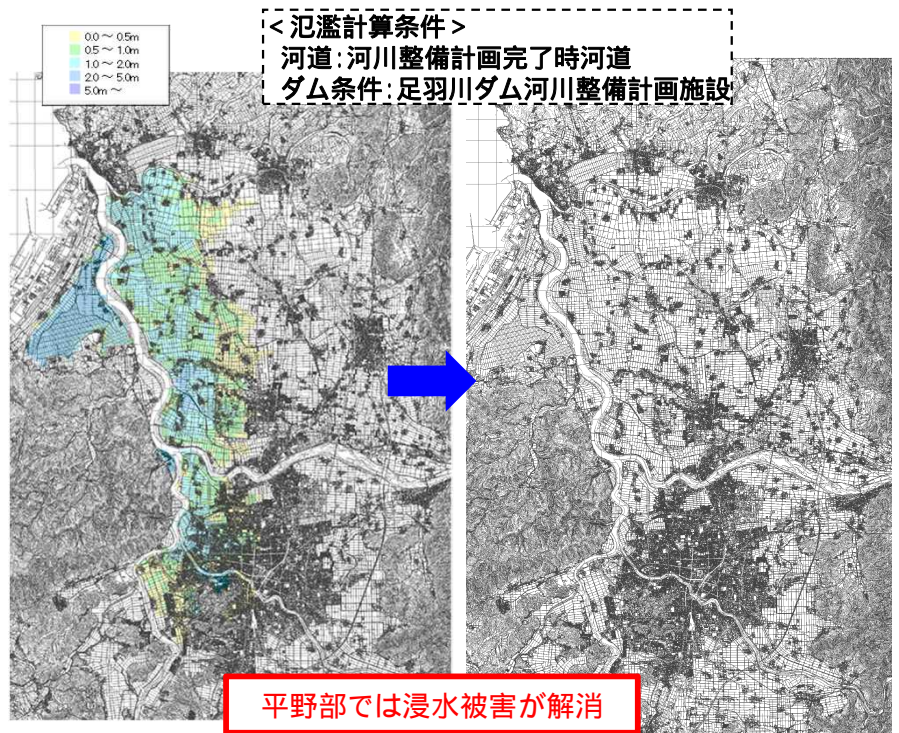 0.0 ～ 0.5m
0.5 ～ 1.0m
1.0 ～ 2.0m
2.0 ～ 5.0m
5.0m ～
＜氾濫計算条件＞
河道：河川整備計画完了時河道
ダム条件：足羽川ダム河川整備計画施設
平野部では浸水被害が解消